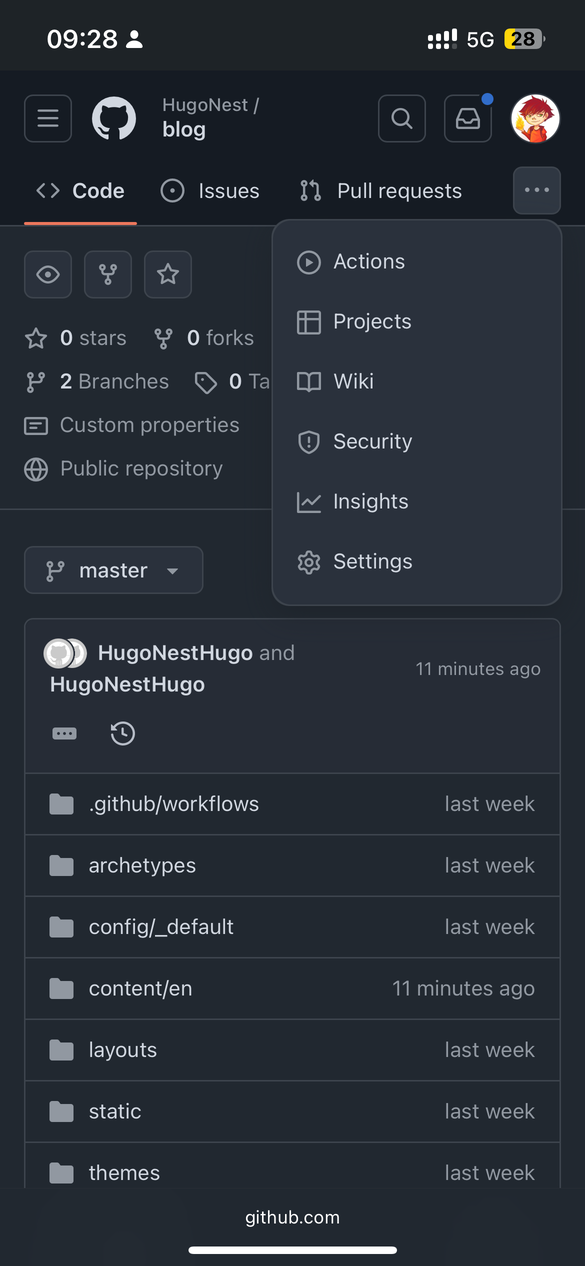 09:28
5G
28
HugoNest /
blog
Code
Issues
Pull requests
Actions
Projects
Wiki
Security
Insights
Settings
0 stars
0 forks
2 Branches
0 Ta
Custom properties
Public repository
master
HugoNestHugo and
HugoNestHugo
11 minutes ago
.github/workflows
last week
archetypes
last week
config/_default
last week
content/en
11 minutes ago
layouts
last week
static
last week
themes
last week
github.com